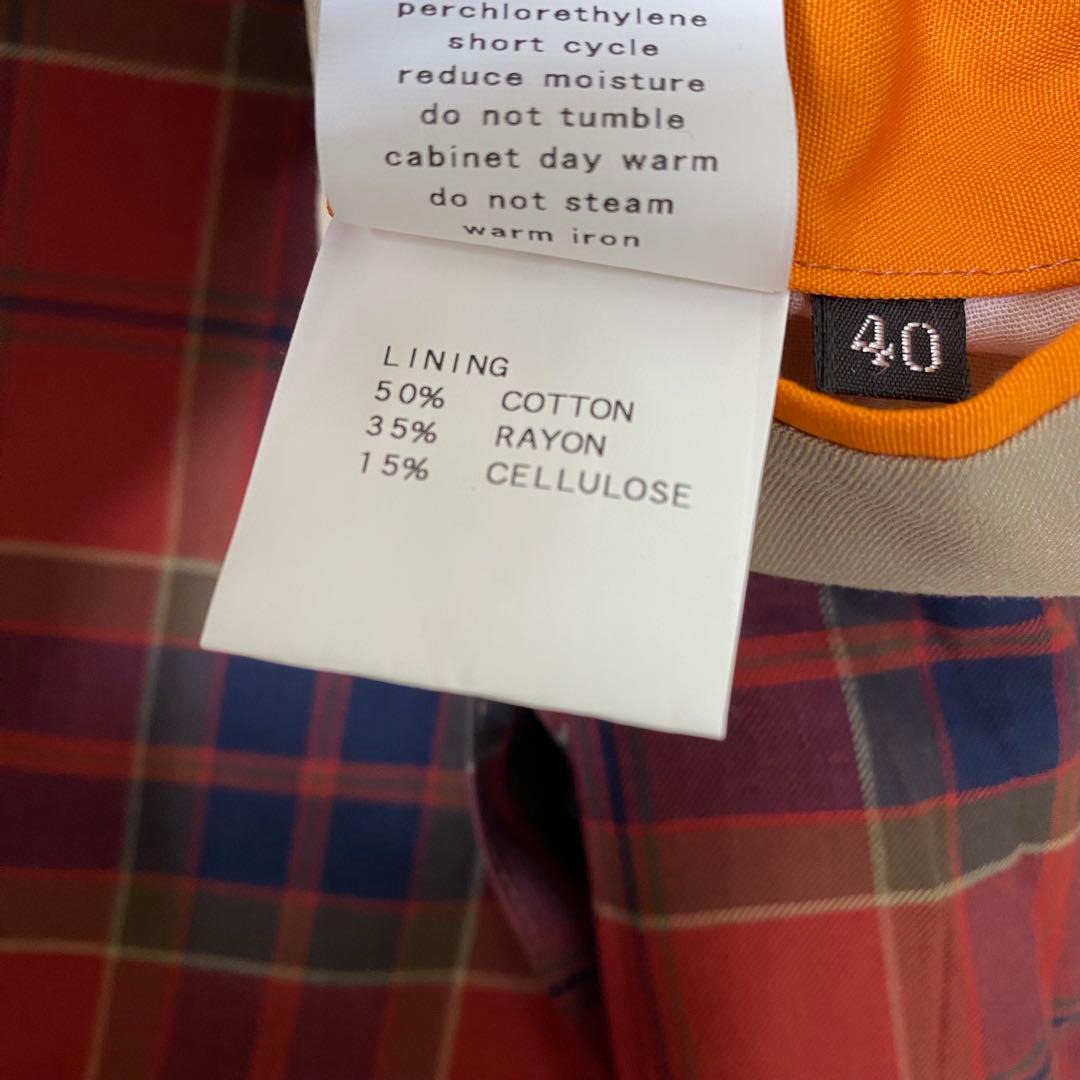 perchlorethylene
short cycle
reduce moisture
do not tumble
cabinet day warm
do not steam
warm iron
LINING
50% COTTON
35% RAYON
15% CELLULOSE
40